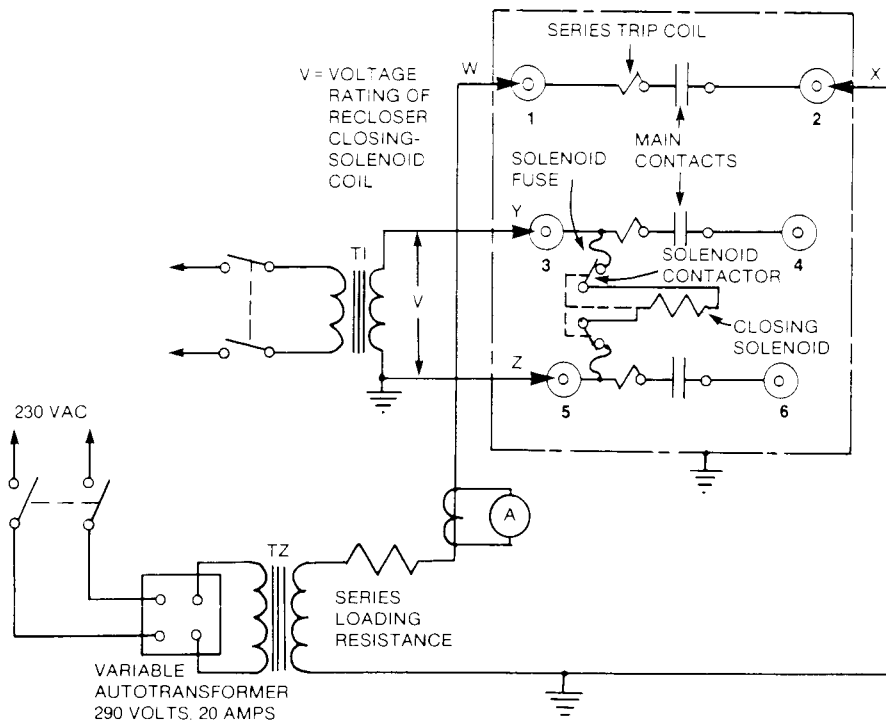 SERIES TRIP COIL
V = VOLTAGE
RATING OF
RECLOSER
CLOSING-
SOLENOID
COIL
W
X
1
2
MAIN
CONTACTS
SOLENOID
FUSE
Y
3
4
SOLENOID
CONTACTOR
T1
V
CLOSING
SOLENOID
Z
5
6
230 VAC
A
TZ
SERIES
LOADING
RESISTANCE
VARIABLE
AUTOTRANSFORMER
290 VOLTS, 20 AMPS